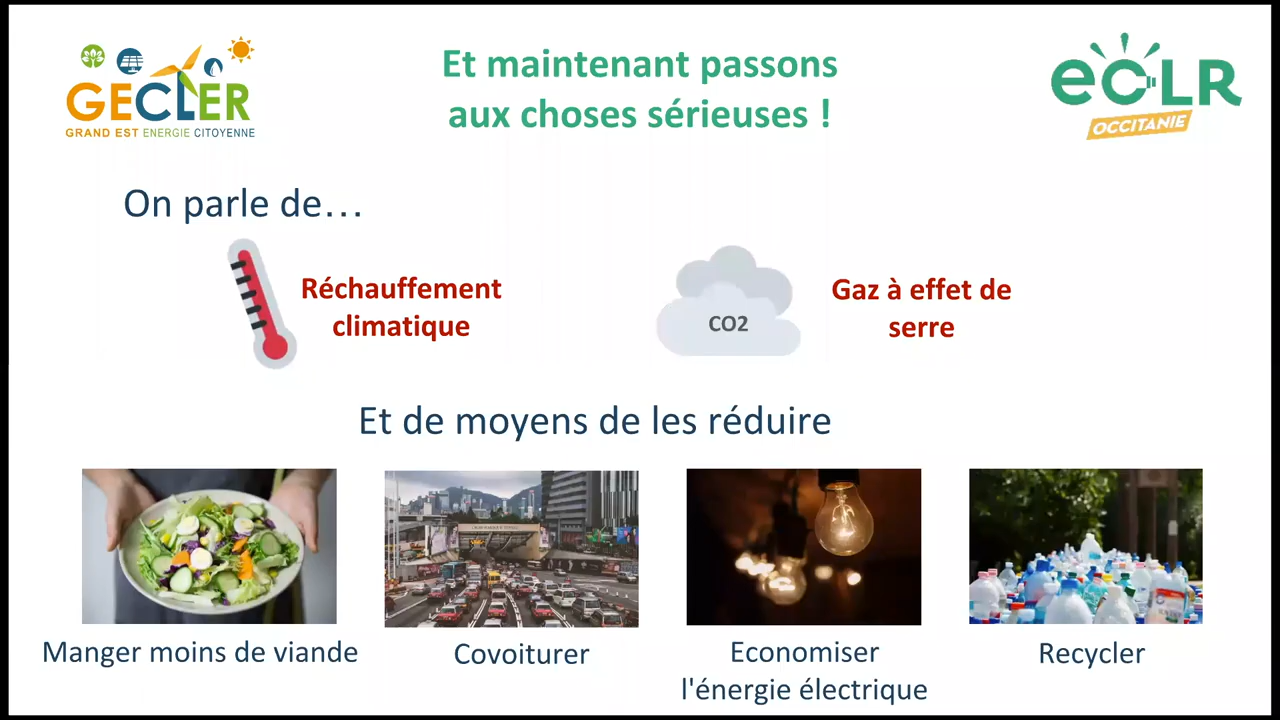 GECLER
GRAND EST ENERGIE CITOYENNE
Et maintenant passons
aux choses sérieuses !
eCLR
OCCITANIE
On parle de…
Réchauffement
climatique
CO2
Gaz à effet de
serre
Et de moyens de les réduire
Manger moins de viande
Covoiturer
Economiser
l'énergie électrique
Recycler